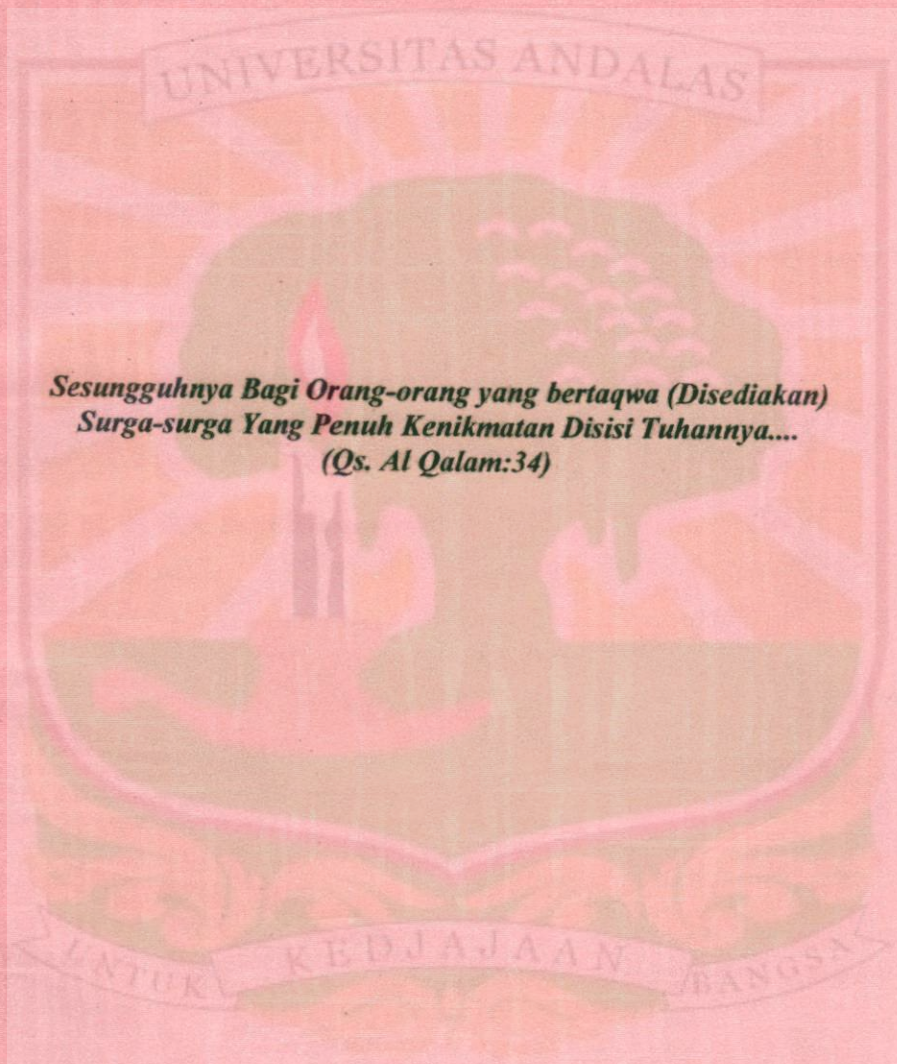 UNIVERSITAS ANDALAS
Sesungguhnya Bagi Orang-orang yang bertaqwa (Disediakan)
Surga-surga Yang Penuh Kenikmatan Disisi Tuhannya....
(Qs. Al Qalam:34)
UNTUK KEDJAJAAN BANGSA